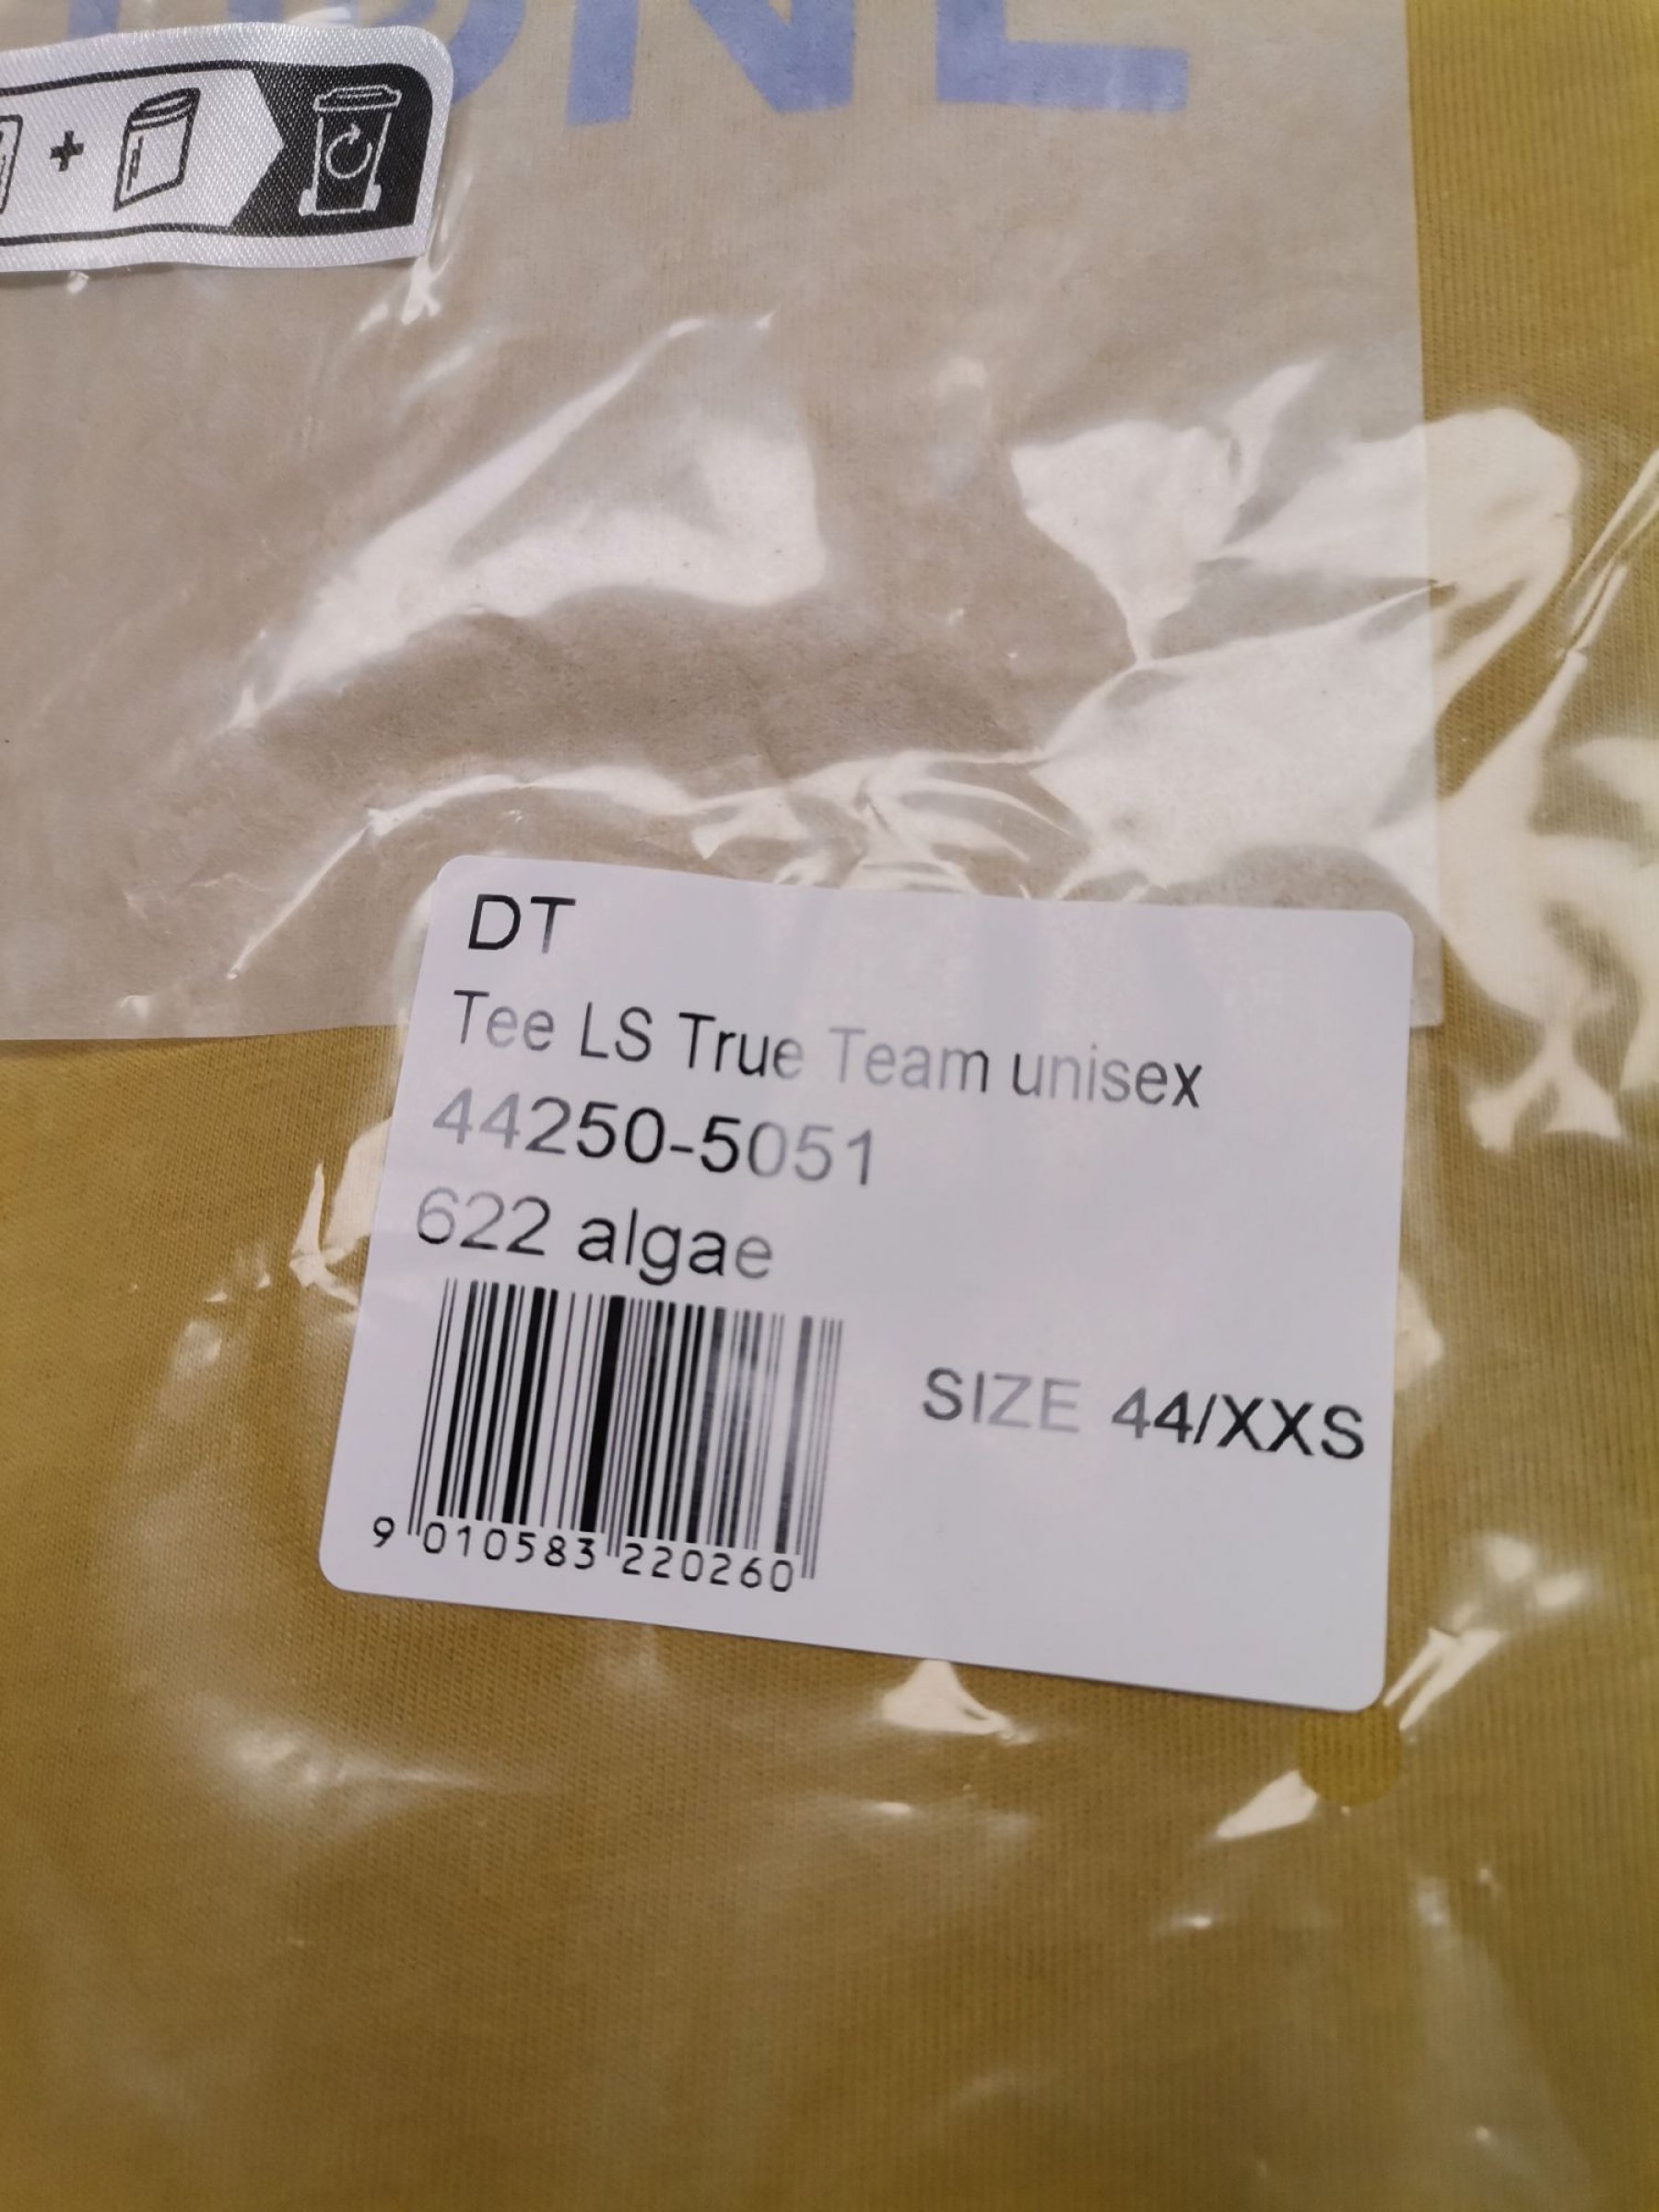 DT
Tee LS True Team unisex
44250-5051
622 algae
SIZE 44/XXS
9 010583 220260